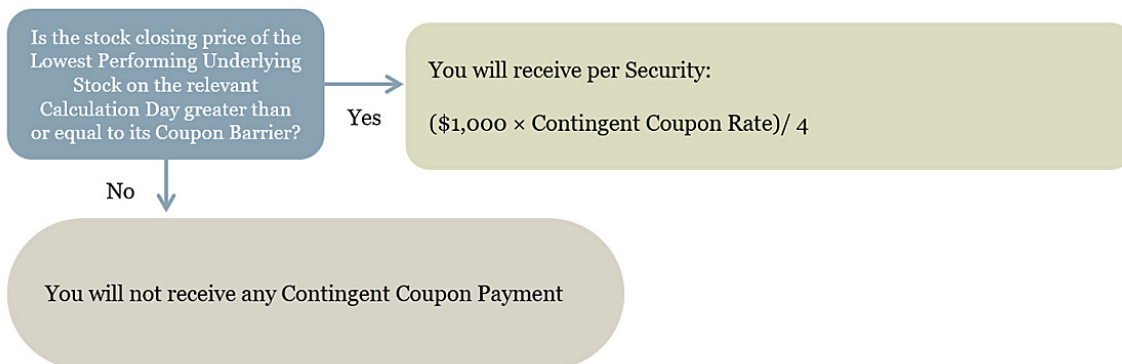 Is the stock closing price of the
Lowest Performing Underlying
Stock on the relevant
Calculation Day greater than
or equal to its Coupon Barrier?
Yes
You will receive per Security:
($1,000 × Contingent Coupon Rate)/ 4
No
You will not receive any Contingent Coupon Payment